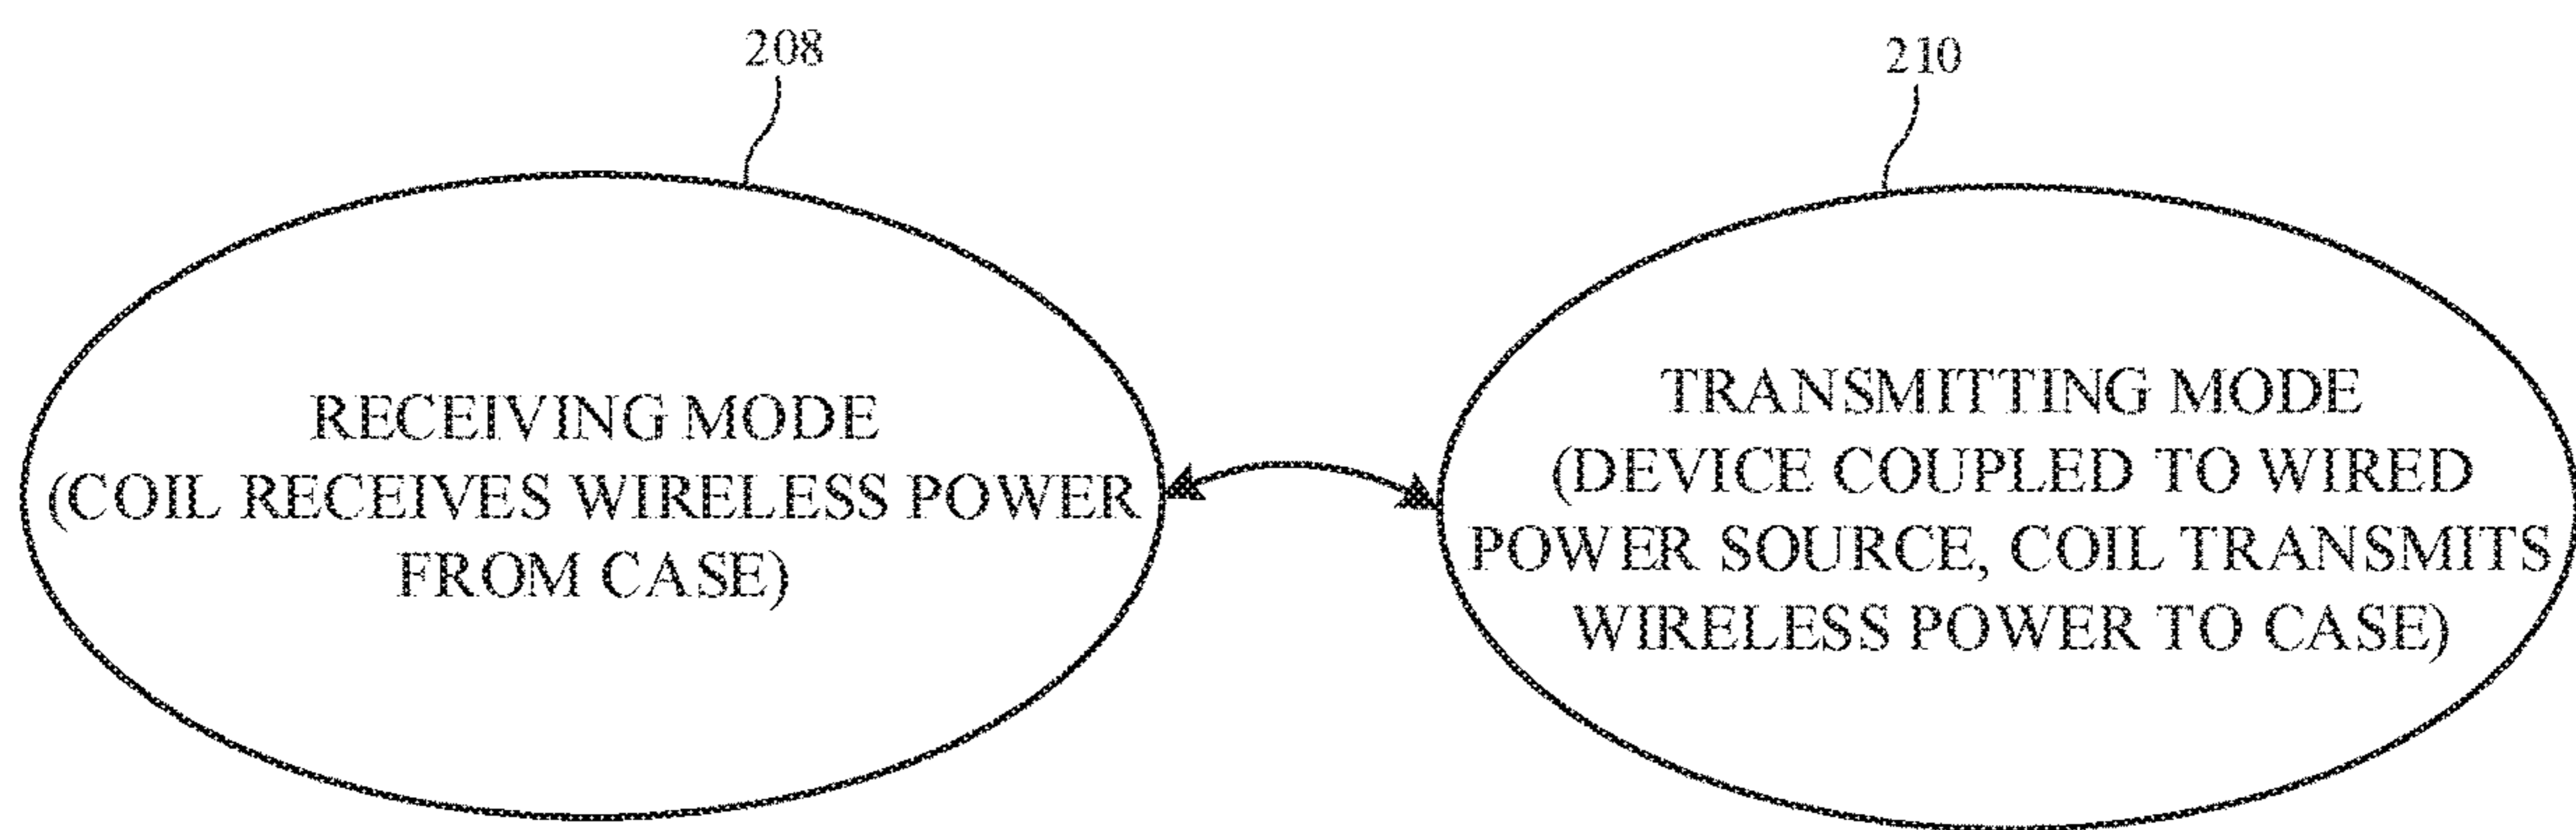 208
210
RECEIVING MODE
(COIL RECEIVES WIRELESS POWER
FROM CASE)
TRANSMITTING MODE
(DEVICE COUPLED TO WIRED
POWER SOURCE, COIL TRANSMITS
WIRELESS POWER TO CASE)